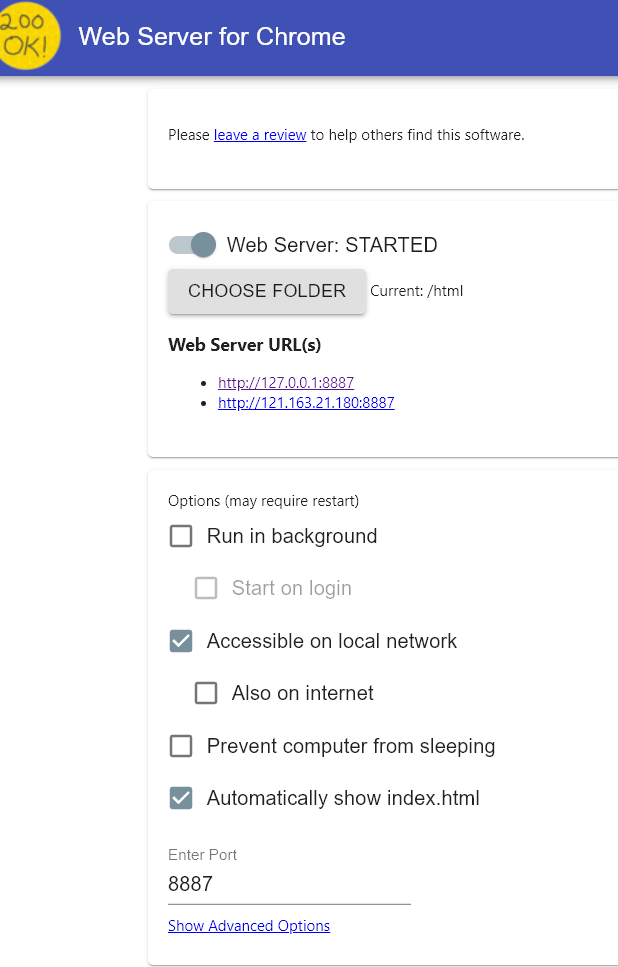 200
OK!
Web Server for Chrome
Please leave a review to help others find this software.
Web Server: STARTED
CHOOSE FOLDER Current: /html
Web Server URL(s)
http://127.0.0.1:8887
http://121.163.21.180:8887
Options (may require restart)
Run in background
Start on login
Accessible on local network
Also on internet
Prevent computer from sleeping
Automatically show index.html
Enter Port
8887
Show Advanced Options